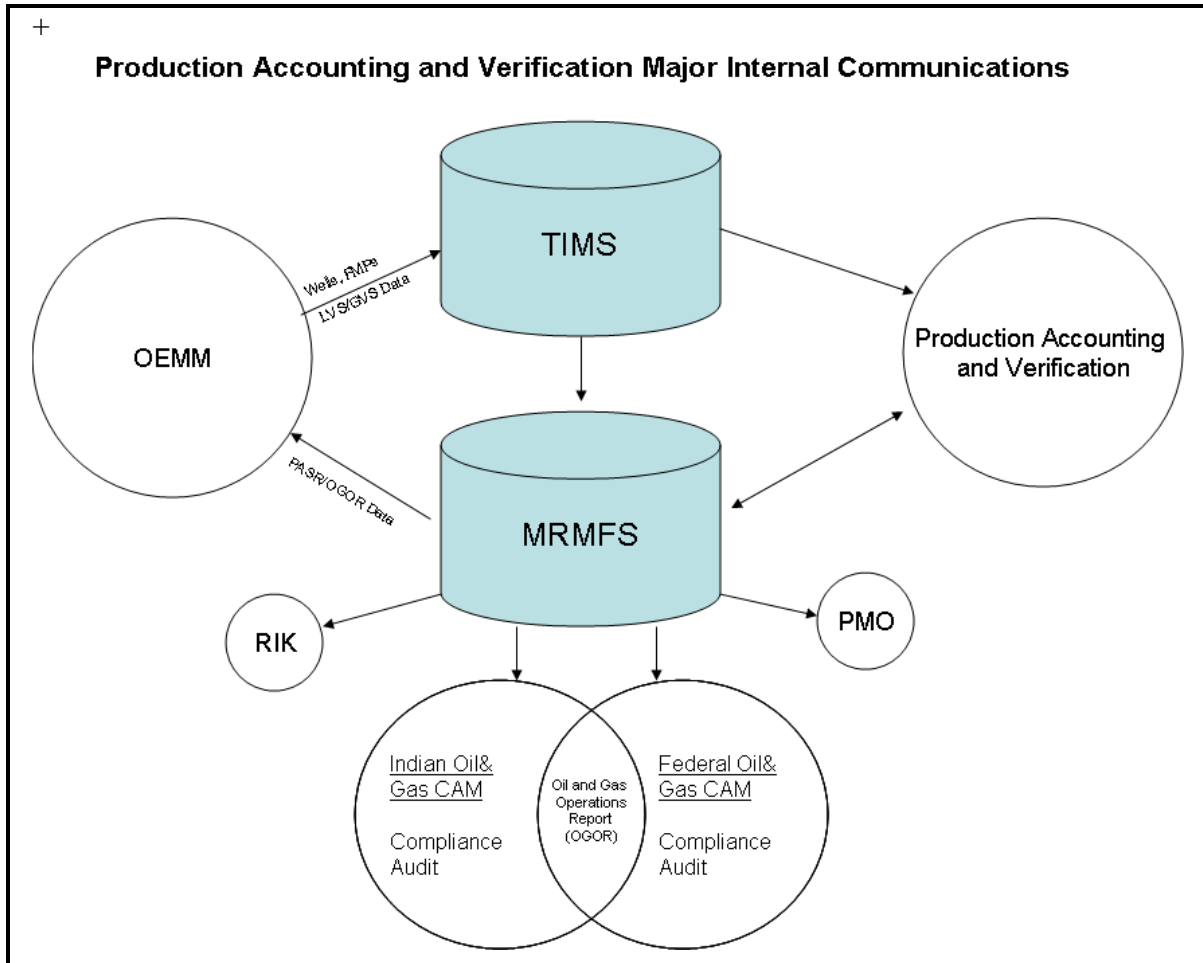 +
Production Accounting and Verification Major Internal Communications
TIMS
Wells, FMPs
LVS/GVS Data
OEMM
Production Accounting
and Verification
PASR/OGOR Data
MRMFS
RIK
PMO
Indian Oil&
Gas CAM
Compliance
Audit
Oil and Gas
Operations
Report
(OGOR)
Federal Oil&
Gas CAM
Compliance
Audit